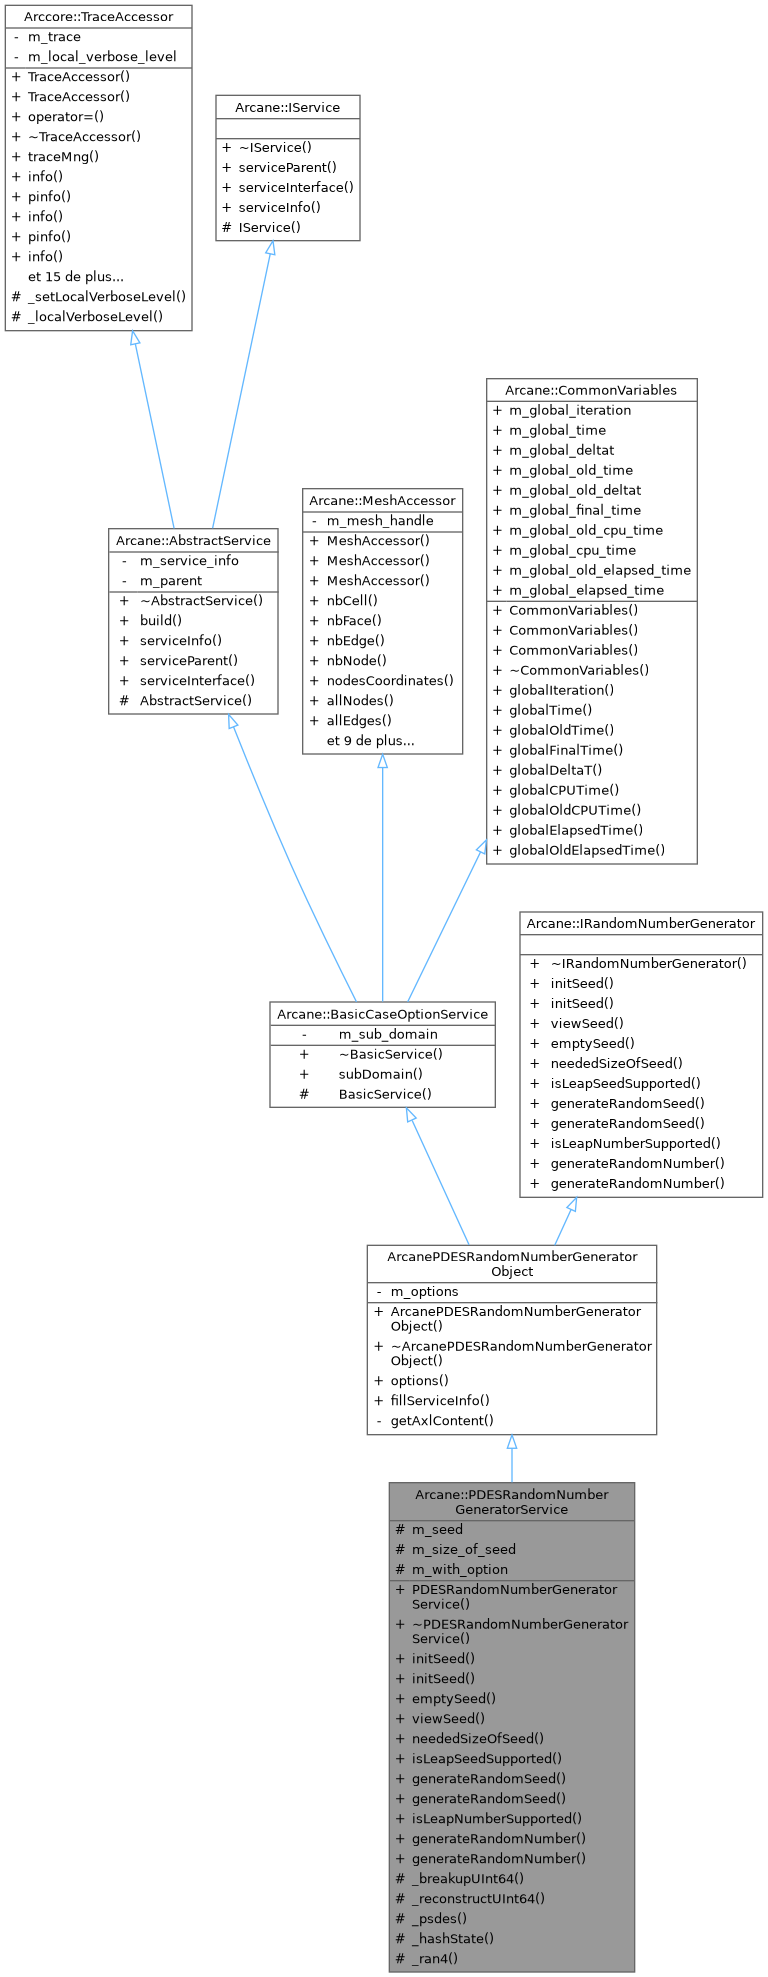 Arccore::TraceAccessor
- m_trace
- m_local_verbose_level
+ TraceAccessor()
+ TraceAccessor()
+ operator=()
+ ~TraceAccessor()
+ traceMng()
+ info()
+ pinfo()
+ info()
+ pinfo()
+ info()
et 15 de plus...
# _setLocalVerboseLevel()
# _localVerboseLevel()
Arcane::IService
+ ~IService()
+ serviceParent()
+ serviceInterface()
+ serviceInfo()
# IService()
Arcane::CommonVariables
+ m_global_iteration
+ m_global_time
+ m_global_deltat
+ m_global_old_time
+ m_global_old_deltat
+ m_global_final_time
+ m_global_old_cpu_time
+ m_global_cpu_time
+ m_global_old_elapsed_time
+ m_global_elapsed_time
+ CommonVariables()
+ CommonVariables()
+ CommonVariables()
+ ~CommonVariables()
+ globalIteration()
+ globalTime()
+ globalOldTime()
+ globalFinalTime()
+ globalDeltaT()
+ globalCPUTime()
+ globalOldCPUTime()
+ globalElapsedTime()
+ globalOldElapsedTime()
Arcane::MeshAccessor
- m_mesh_handle
+ MeshAccessor()
+ MeshAccessor()
+ MeshAccessor()
+ nbCell()
+ nbFace()
+ nbEdge()
+ nbNode()
+ nodesCoordinates()
+ allNodes()
+ allEdges()
et 9 de plus...
Arcane::AbstractService
- m_service_info
- m_parent
+ ~AbstractService()
+ build()
+ serviceInfo()
+ serviceParent()
+ serviceInterface()
# AbstractService()
Arcane::IRandomNumberGenerator
+ ~IRandomNumberGenerator()
+ initSeed()
+ initSeed()
+ viewSeed()
+ emptySeed()
+ neededSizeOfSeed()
+ isLeapSeedSupported()
+ generateRandomSeed()
+ generateRandomSeed()
+ isLeapNumberSupported()
+ generateRandomNumber()
+ generateRandomNumber()
Arcane::BasicCaseOptionService
- m_sub_domain
+ ~BasicService()
+ subDomain()
# BasicService()
ArcanePDESRandomNumberGenerator
Object
- m_options
+ ArcanePDESRandomNumberGenerator
Object()
+ ~ArcanePDESRandomNumberGenerator
Object()
+ options()
+ fillServiceInfo()
- getAxlContent()
Arcane::PDESRandomNumber
GeneratorService
# m_seed
# m_size_of_seed
# m_with_option
+ PDESRandomNumberGenerator
Service()
+ ~PDESRandomNumberGenerator
Service()
+ initSeed()
+ initSeed()
+ emptySeed()
+ viewSeed()
+ neededSizeOfSeed()
+ isLeapSeedSupported()
+ generateRandomSeed()
+ generateRandomSeed()
+ isLeapNumberSupported()
+ generateRandomNumber()
+ generateRandomNumber()
# _breakupUInt64()
# _reconstructUInt64()
# _psdes()
# _hashState()
# _ran4()